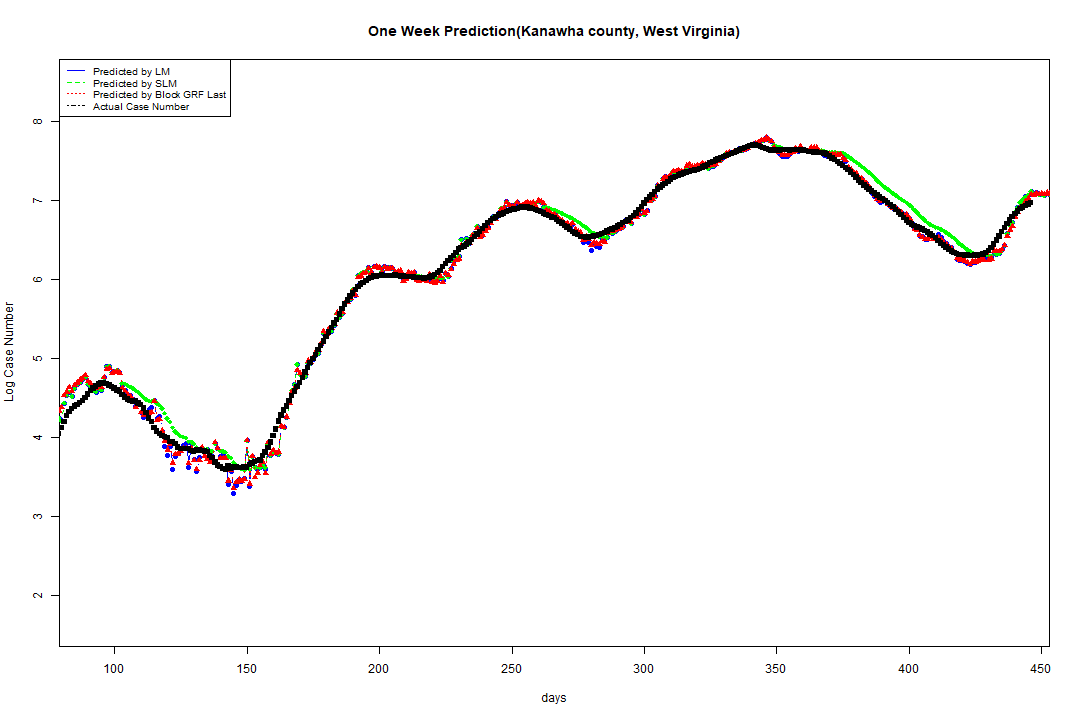 One Week Prediction(Kanawha county, West Virginia)
Predicted by LM
Predicted by SLM
Predicted by Block GRF Last
Actual Case Number
8
7
6
5
4
3
2
Log Case Number
100 150 200 250 300 350 400 450
days